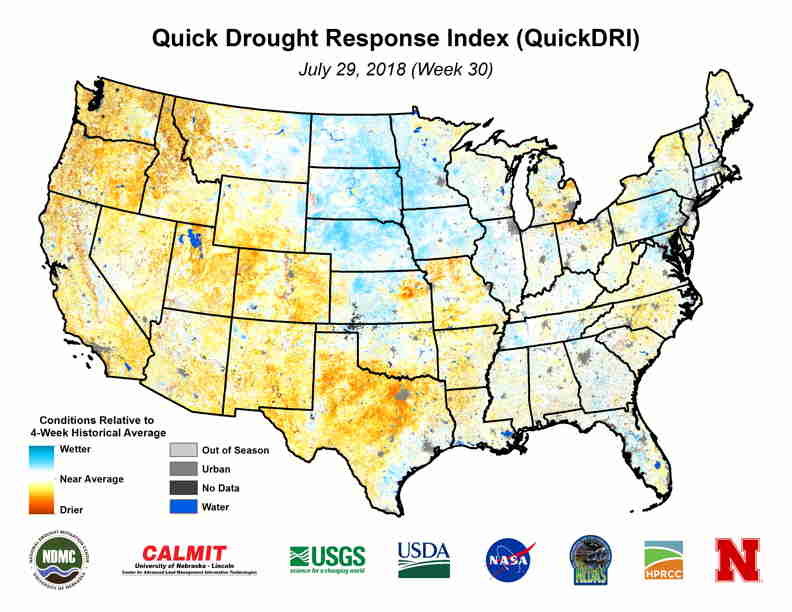 Quick Drought Response Index (QuickDRI)
July 29, 2018 (Week 30)
Conditions Relative to
4-Week Historical Average
Wetter
Near Average
Drier
Out of Season
Urban
No Data
Water
NATIONAL DROUGHT MITIGATION CENTER
NDMC
UNIVERSITY OF NEBRASKA
CALMIT
University of Nebraska - Lincoln
Center for Advanced Land Management Information Technologies
USGS
science for a changing world
USDA
NASA
HPRCC
N